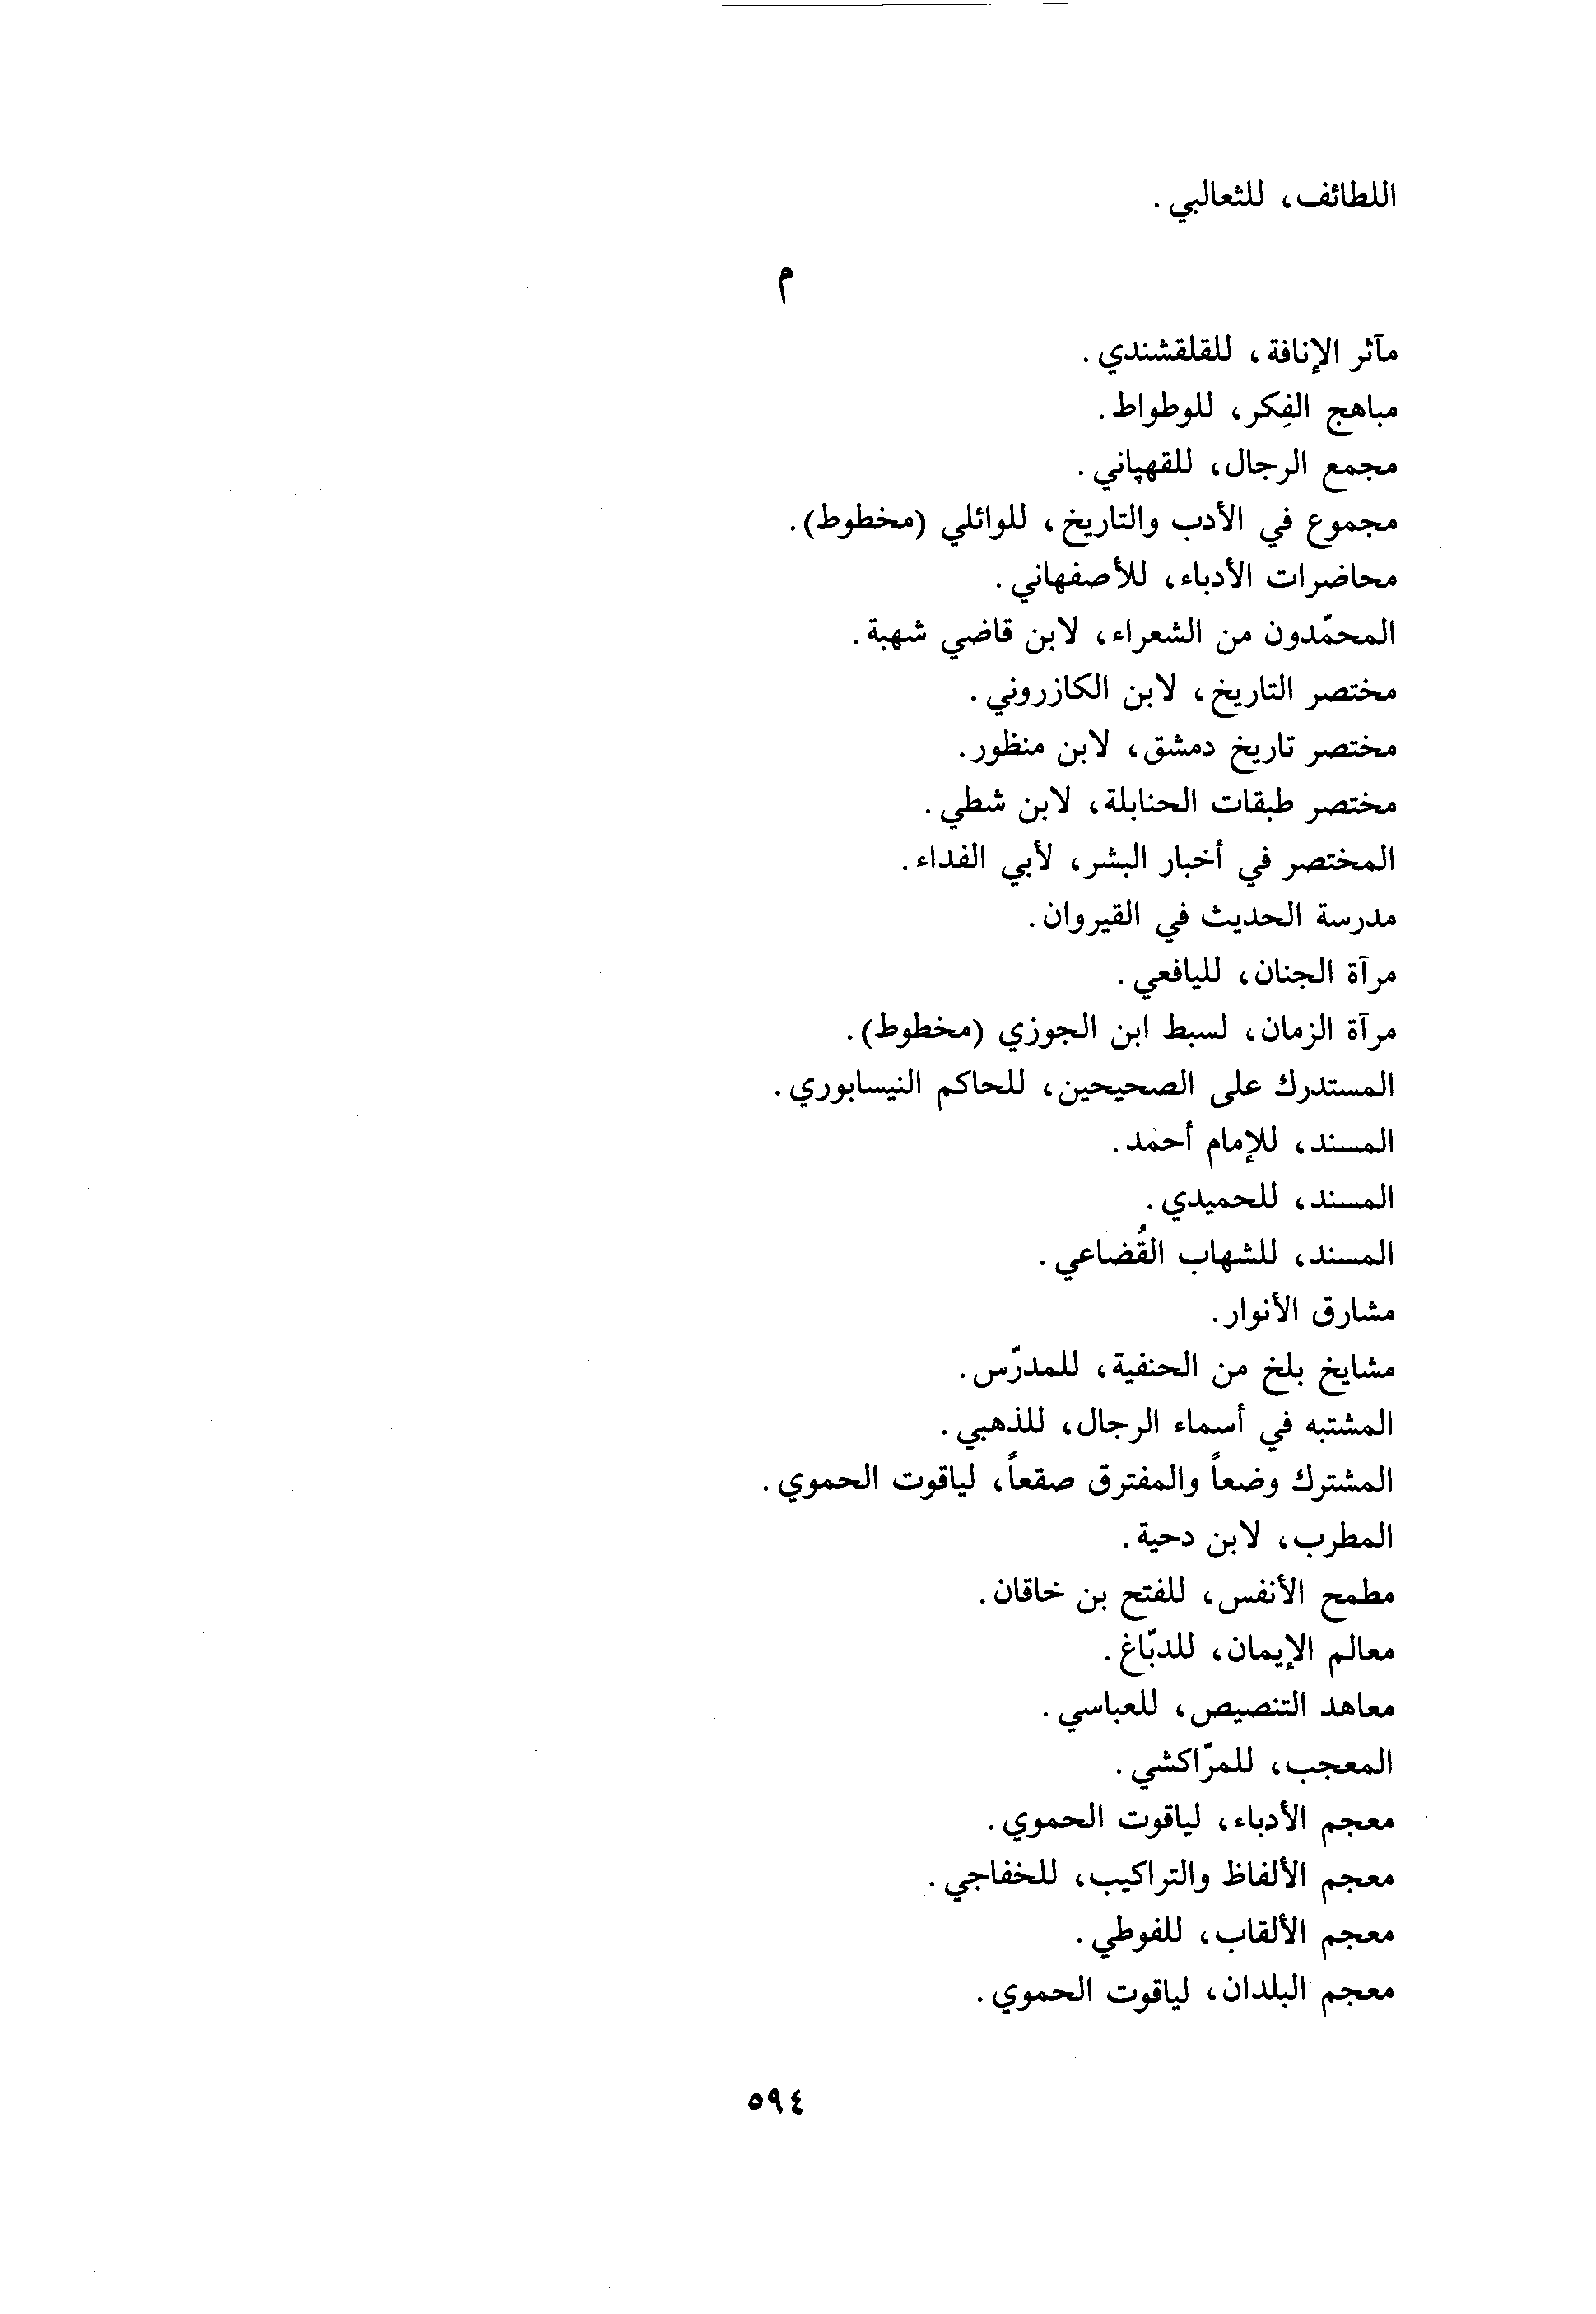 اللطائف، للثعالبي.
م
مآثر الإنافة، للقلقشندي.
مباهج الفِكر، للوطواط.
مجمع الرجال، للقهپاني.
مجموع في الأدب والتاريخ، للوائلي (مخطوط).
محاضرات الأدباء، للأصفهاني.
المحمّدون من الشعراء، لابن قاضي شهبة.
مختصر التاريخ، لابن الكازروني.
مختصر تاريخ دمشق، لابن منظور.
مختصر طبقات الحنابلة، لابن شطي.
المختصر في أخبار البشر، لأبي الفداء.
مدرسة الحديث في القيروان.
مرآة الجنان، لليافعي.
مرآة الزمان، لسبط ابن الجوزي (مخطوط).
المستدرك على الصحيحين، للحاكم النيسابوري.
المسند، للإمام أحمد.
المسند، للحميدي.
المسند، للشهاب القُضاعي.
مشارق الأنوار.
مشايخ بلخ من الحنفية، للمدرّس.
المشتبه في أسماء الرجال، للذهبي.
المشترك وضعاً والمفترق صقعاً، لياقوت الحموي.
المطرب، لابن دحية.
مطمح الأنفس، للفتح بن خاقان.
معالم الإيمان، للدبّاغ.
معاهد التنصيص، للعباسي.
المعجب، للمرّاكشي.
معجم الأدباء، لياقوت الحموي.
معجم الألفاظ والتراكيب، للخفاجي.
معجم الألقاب، للفوطي.
معجم البلدان، لياقوت الحموي.
٥٩٤